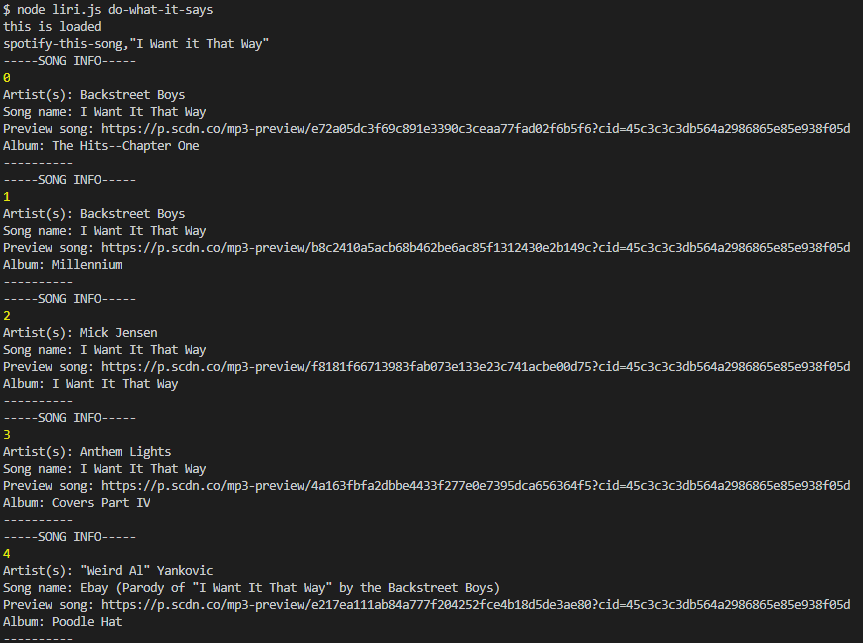 $ node liri.js do-what-it-says
this is loaded
spotify-this-song,"I Want it That Way"
-----SONG INFO-----
0
Artist(s): Backstreet Boys
Song name: I Want It That Way
Preview song: https://p.scdn.co/mp3-preview/e72a05dc3f69c891e3390c3ceaa77fad02f6b5f6?cid=45c3c3c3db564a2986865e85e938f05d
Album: The Hits--Chapter One
----------
-----SONG INFO-----
1
Artist(s): Backstreet Boys
Song name: I Want It That Way
Preview song: https://p.scdn.co/mp3-preview/b8c2410a5acb68b462be6ac85f1312430e2b149c?cid=45c3c3c3db564a2986865e85e938f05d
Album: Millennium
----------
-----SONG INFO-----
2
Artist(s): Mick Jensen
Song name: I Want It That Way
Preview song: https://p.scdn.co/mp3-preview/f8181f66713983fab073e133e23c741acbe00d75?cid=45c3c3c3db564a2986865e85e938f05d
Album: I Want It That Way
----------
-----SONG INFO-----
3
Artist(s): Anthem Lights
Song name: I Want It That Way
Preview song: https://p.scdn.co/mp3-preview/4a163fbfa2dbbe4433f277e0e7395dca656364f5?cid=45c3c3c3db564a2986865e85e938f05d
Album: Covers Part IV
----------
-----SONG INFO-----
4
Artist(s): "Weird Al" Yankovic
Song name: Ebay (Parody of "I Want It That Way" by the Backstreet Boys)
Preview song: https://p.scdn.co/mp3-preview/e217ea111ab84a777f204252fce4b18d5de3ae80?cid=45c3c3c3db564a2986865e85e938f05d
Album: Poodle Hat
----------